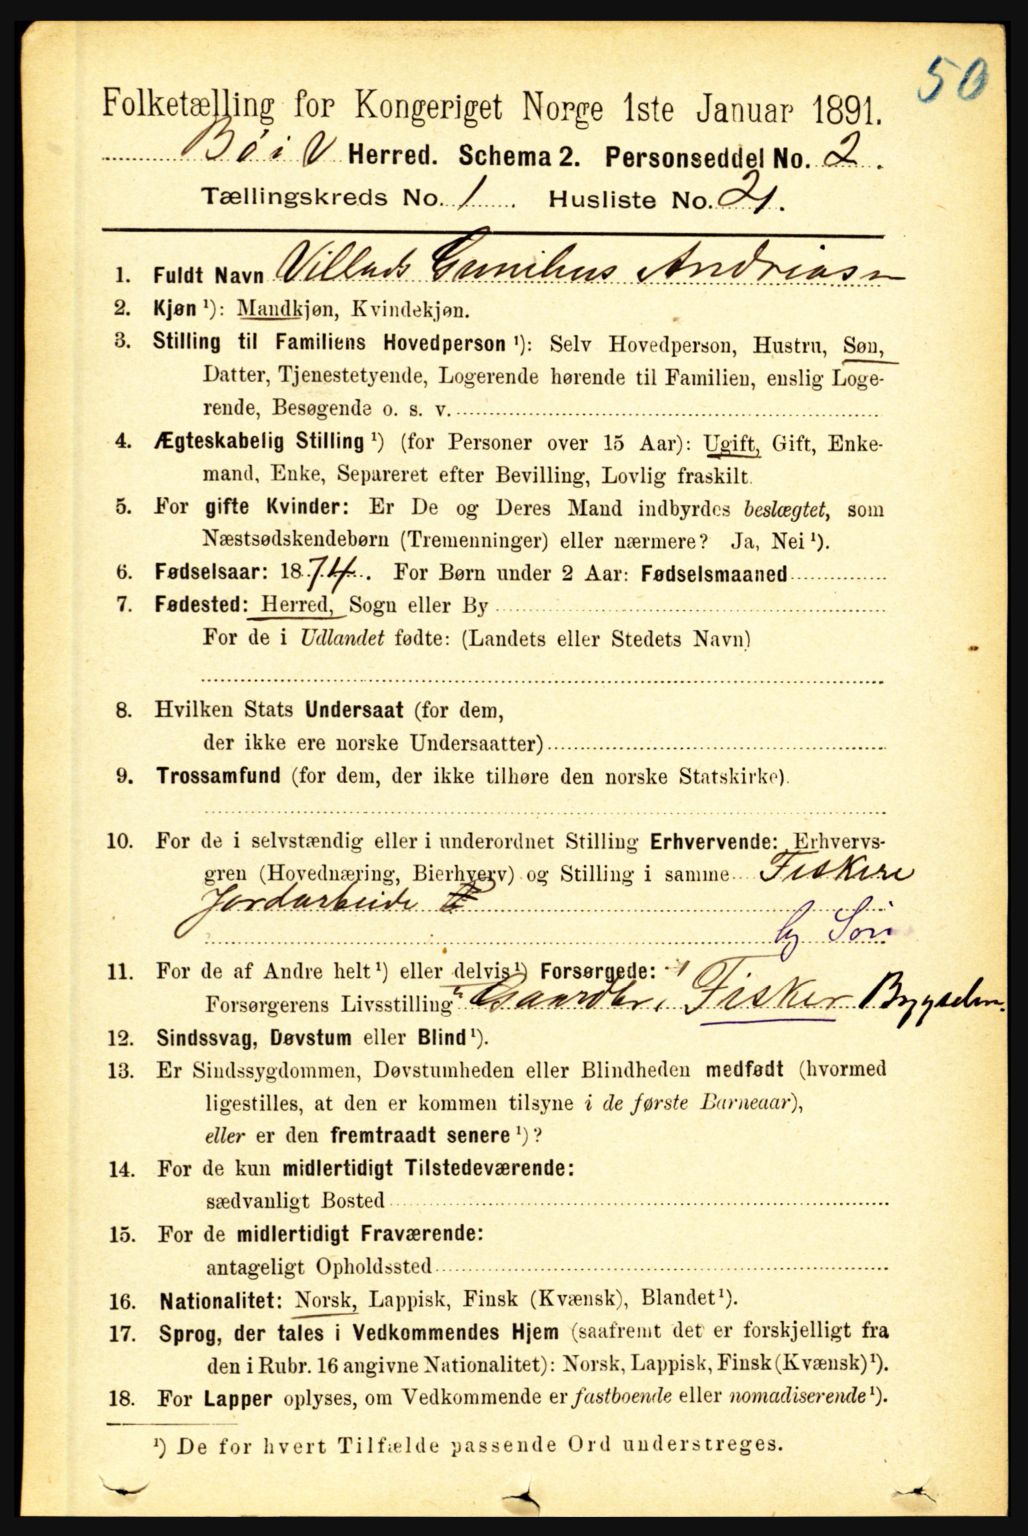 50
Folketælling for Kongeriget Norge 1ste Januar 1891.
Bø i V Herred. Schema 2. Personseddel No. 2.
Tællingskreds No. 1. Husliste No. 21.
1. Fuldt Navn Villads Andreas
2. Kjøn ¹): Mandkjøn, Kvindekjøn.
3. Stilling til Familiens Hovedperson ¹): Selv Hovedperson, Hustru, Søn,
Datter, Tjenestetyende, Logerende hørende til Familien, enslig Loge-
rende, Besøgende o. s. v.
4. Ægteskabelig Stilling ¹) (for Personer over 15 Aar): Ugift, Gift, Enke-
mand, Enke, Separeret efter Bevilling, Lovlig fraskilt.
5. For gifte Kvinder: Er De og Deres Mand indbyrdes beslægtet, som
Næstsødskendebørn (Tremenninger) eller nærmere? Ja, Nei ¹).
6. Fødselsaar: 1874. For Børn under 2 Aar: Fødselsmaaned
7. Fødested: Herred, Sogn eller By
For de i Udlandet fødte: (Landets eller Stedets Navn)
8. Hvilken Stats Undersaat (for dem,
der ikke ere norske Undersaatter)
9. Trossamfund (for dem, der ikke tilhøre den norske Statskirke).
10. For de i selvstændig eller i underordnet Stilling Erhvervende: Erhvervs-
gren (Hovednæring, Bierhverv) og Stilling i samme Fiskeri
Jordarbeide
Søn
11. For de af Andre helt ¹) eller delvis ¹) Forsørgede:
Forsørgerens Livsstilling Gaardbr. Fisker Bygselm.
12. Sindssvag, Døvstum eller Blind ¹).
13. Er Sindssygdommen, Døvstumheden eller Blindheden medfødt (hvormed
ligestilles, at den er kommen tilsyne i de første Barneaar),
eller er den fremtraadt senere ¹)?
14. For de kun midlertidigt Tilstedeværende:
sædvanligt Bosted
15. For de midlertidigt Fraværende:
antageligt Opholdssted
16. Nationalitet: Norsk, Lappisk, Finsk (Kvænsk), Blandet ¹).
17. Sprog, der tales i Vedkommendes Hjem (saafremt det er forskjelligt fra
den i Rubr. 16 angivne Nationalitet): Norsk, Lappisk, Finsk (Kvænsk) ¹).
18. For Lapper oplyses, om Vedkommende er fastboende eller nomadiserende ¹).
¹) De for hvert Tilfælde passende Ord understreges.